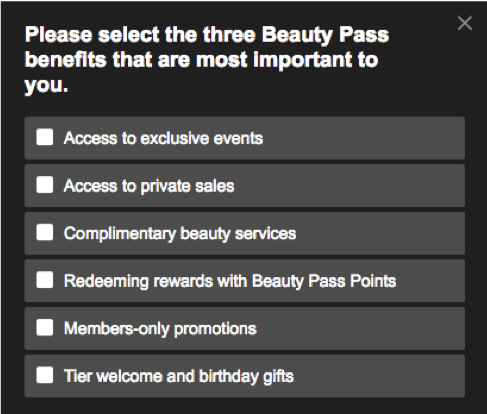 Please select the three Beauty Pass
benefits that are most important to
you.
Access to exclusive events
Access to private sales
Complimentary beauty services
Redeeming rewards with Beauty Pass Points
Members-only promotions
Tier welcome and birthday gifts